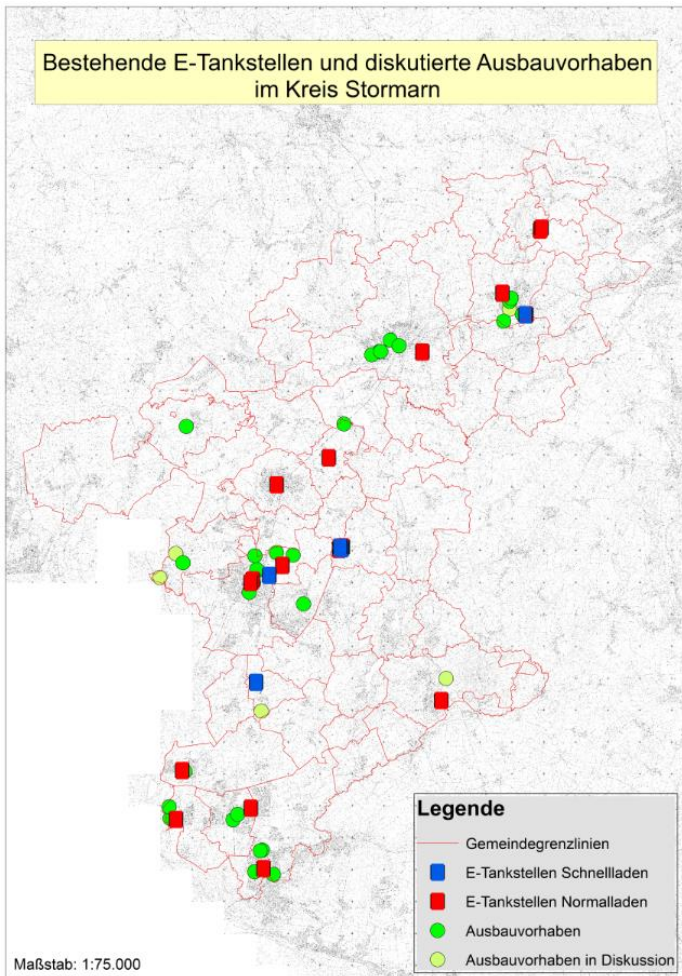 Bestehende E-Tankstellen und diskutierte Ausbauvorhaben
im Kreis Stormarn
Legende
Gemeindegrenzlinien
E-Tankstellen Schnellladen
E-Tankstellen Normalladen
Ausbauvorhaben
Ausbauvorhaben in Diskussion
Maßstab: 1:75.000